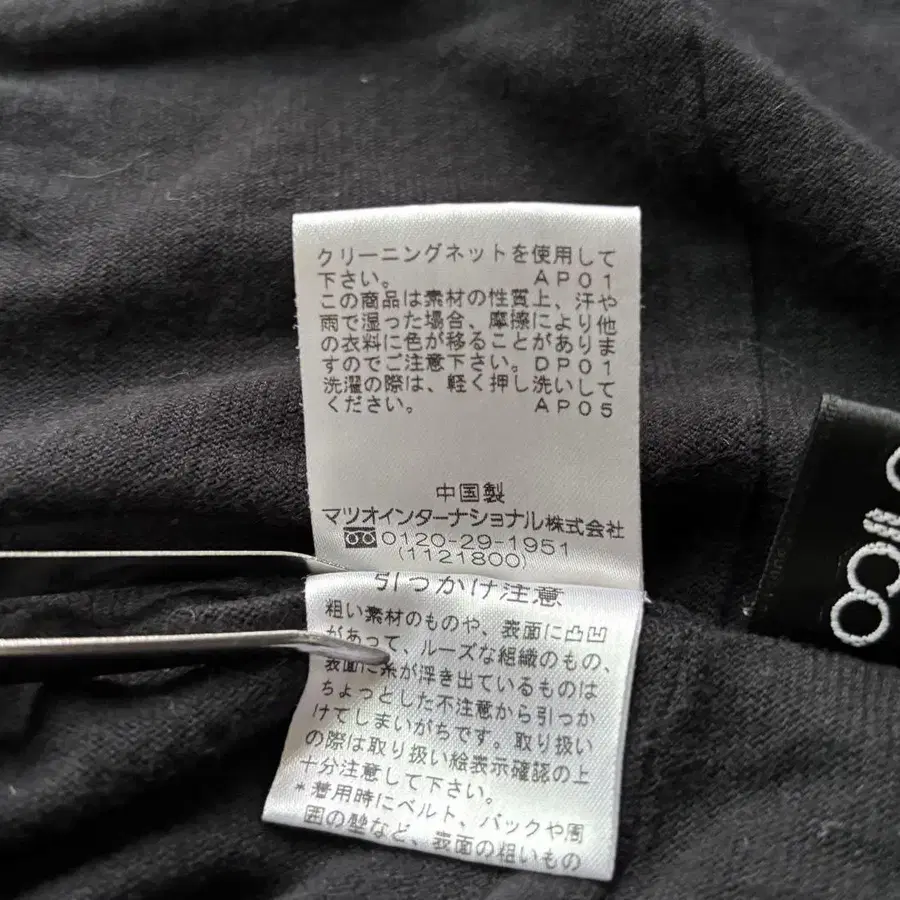 クリーニングネットを使用して
下さい。 AP01
この商品は素材の性質上、汗や
雨で湿った場合、摩擦により他
の衣料に色が移ることがありま
すのでご注意下さい。DP01
洗濯の際は、軽く押し洗いして
ください。 AP05
中国製
マツオインターナショナル株式会社
0120-29-1951
(1121800)
引っかけ注意
粗い素材のものや、表面に凸凹
があって、ルーズな組織のもの、
表面に糸が浮き出ているものは
ちょっとした不注意から引っか
けてしまいがちです。取り扱い
の際は取り扱い絵表示確認の上
十分注意して下さい。
*着用時にベルト、バックや周
囲の壁など、表面の粗いもの